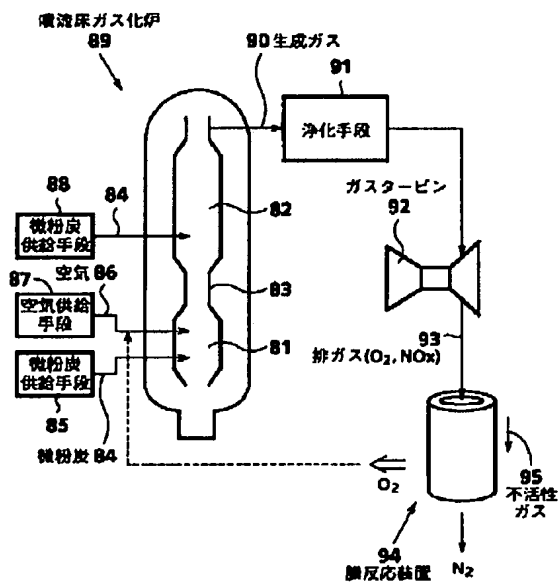 噴流床ガス化炉
89
90 生成ガス
91
浄化手段
ガスタービン
92
88
84
微粉炭
供給手段
82
87
空気 86
空気供給
手段
83
81
微粉炭
供給手段
85
微粉炭 84
93
排ガス(O₂, NOx)
95
不活性
ガス
O₂
94
膜反応装置
N₂